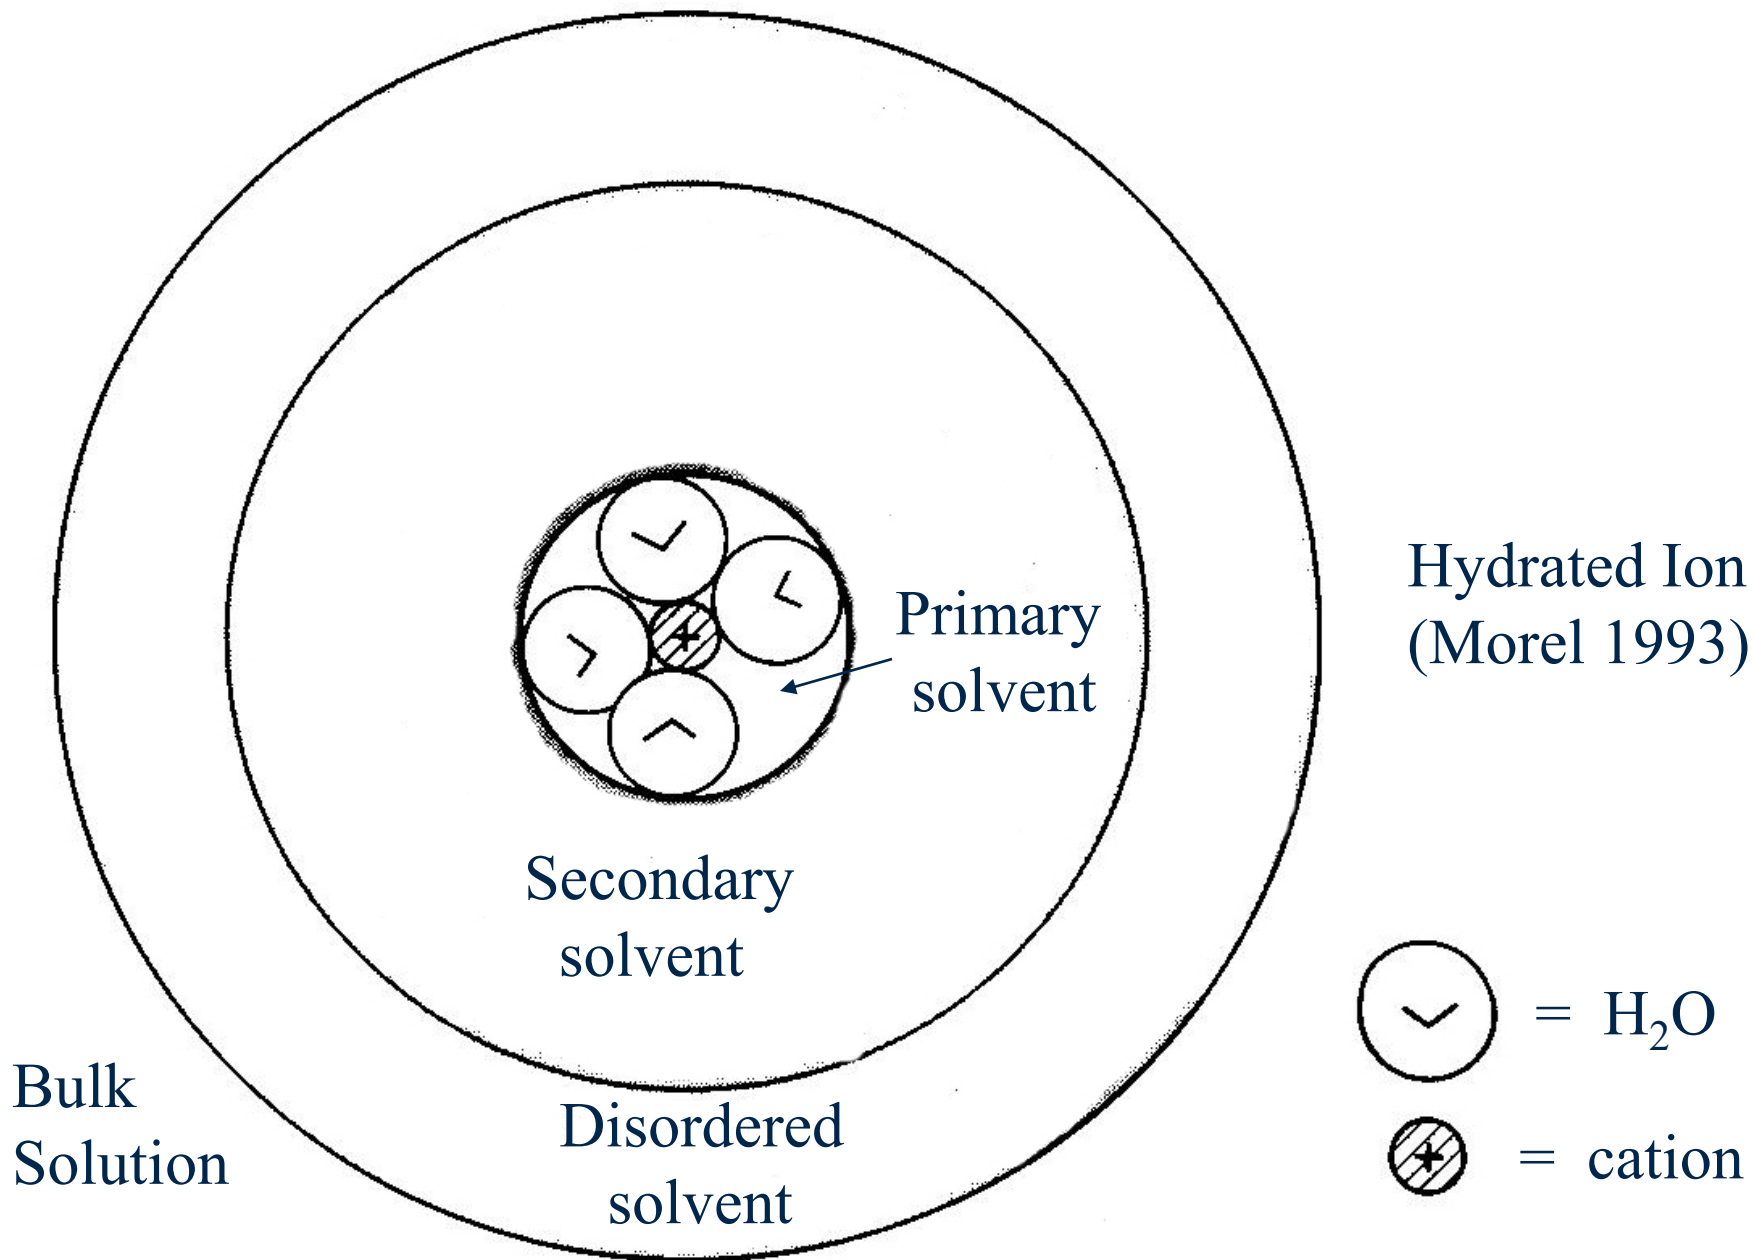 Hydrated Ion
(Morel 1993)
Primary
solvent
Secondary
solvent
= H₂O
Bulk
Solution
Disordered
solvent
+ = cation
+